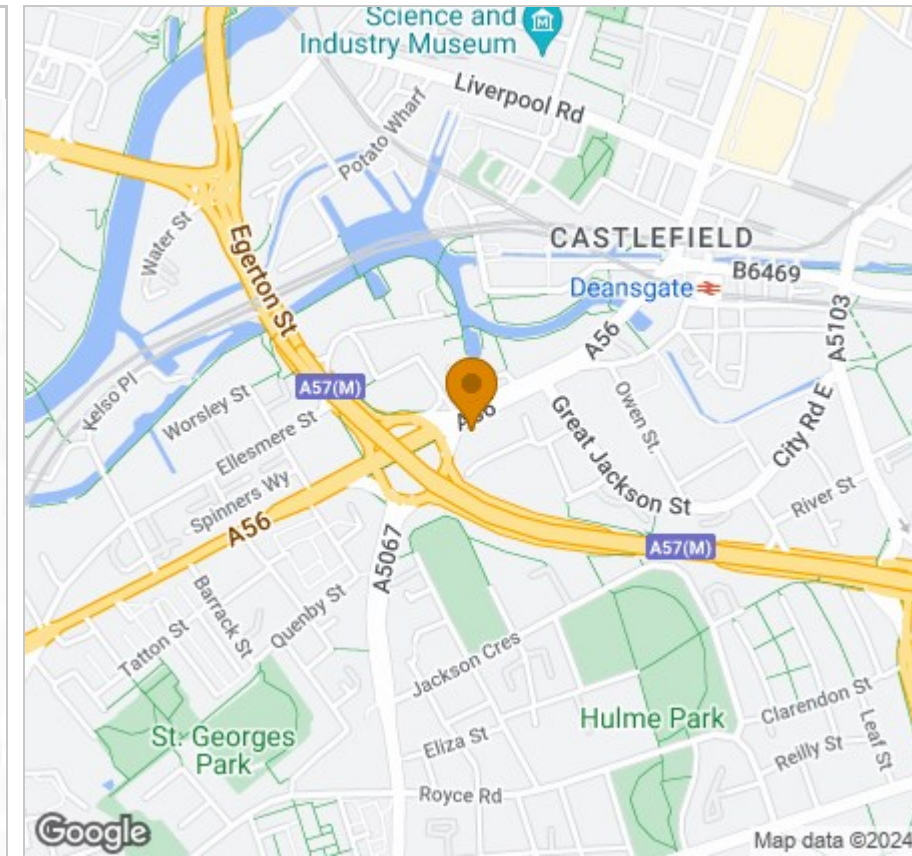 Science and
Industry Museum
Liverpool Rd
Potato Wharf
Water St
Egerton St
CASTLEFIELD
B6469
Deansgate
A5103
A56
Kelso Pl
Worsley St
A57(M)
Ellesmere St
A56
Owen St.
Great Jackson St
City Rd E
River St
Spinners Wy
A56
A5067
A57(M)
Barrack St
Quenby St
Tatton St
Jackson Cres
Hulme Park
Clarendon St
Leaf St
St. Georges
Park
Eliza St
Reilly St
Royce Rd
Google
Map data ©2024